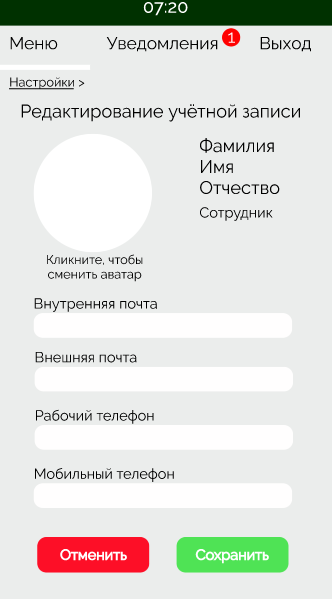 07:20
Меню Уведомления 1 Выход
Настройки >
Редактирование учётной записи
Фамилия
Имя
Отчество
Сотрудник
Кликните, чтобы
сменить аватар
Внутренняя почта
Внешняя почта
Рабочий телефон
Мобильный телефон
Отменить Сохранить